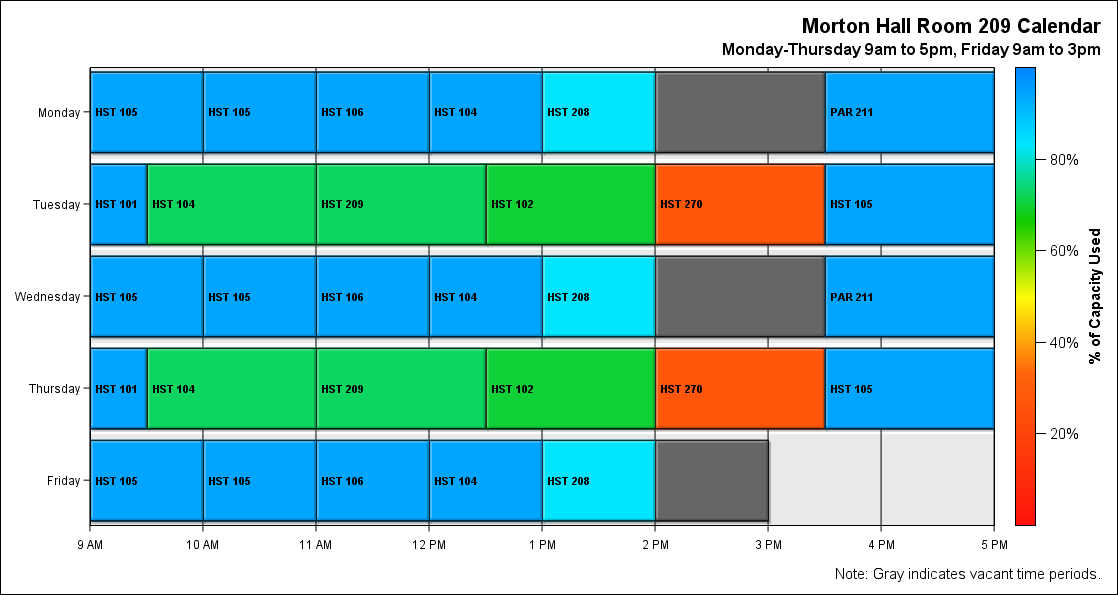 Morton Hall Room 209 Calendar
Monday-Thursday 9am to 5pm, Friday 9am to 3pm
Monday HST 105 HST 105 HST 106 HST 104 HST 208 PAR 211
Tuesday HST 101 HST 104 HST 209 HST 102 HST 270 HST 105
Wednesday HST 105 HST 105 HST 106 HST 104 HST 208 PAR 211
Thursday HST 101 HST 104 HST 209 HST 102 HST 270 HST 105
Friday HST 105 HST 105 HST 106 HST 104 HST 208
9 AM 10 AM 11 AM 12 PM 1 PM 2 PM 3 PM 4 PM 5 PM
80%
60%
40%
20%
% of Capacity Used
Note: Gray indicates vacant time periods.